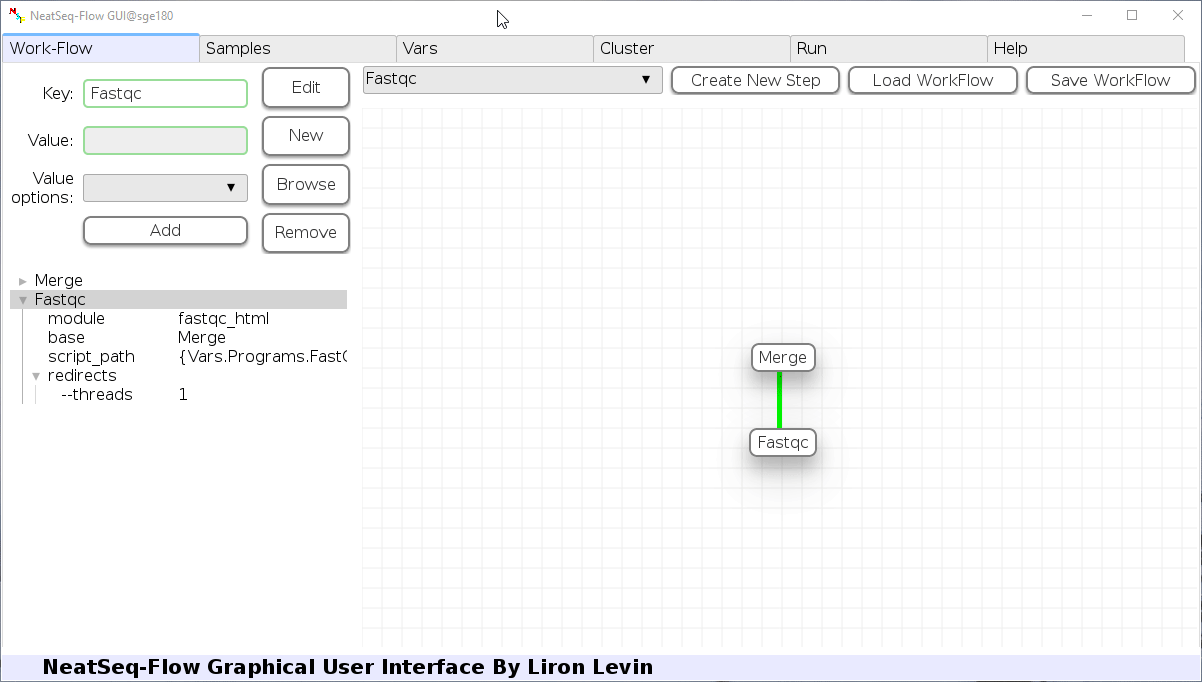 NeatSeq-Flow GUI@sge180
Work-Flow Samples Vars Cluster Run Help
Key: Fastqc Edit
Value: New
Value options: Browse
Add Remove
Fastqc Create New Step Load WorkFlow Save WorkFlow
Merge
Fastqc
module fastqc_html
base Merge
script_path {Vars.Programs.Fast
redirects
--threads 1
Merge
Fastqc
NeatSeq-Flow Graphical User Interface By Liron Levin